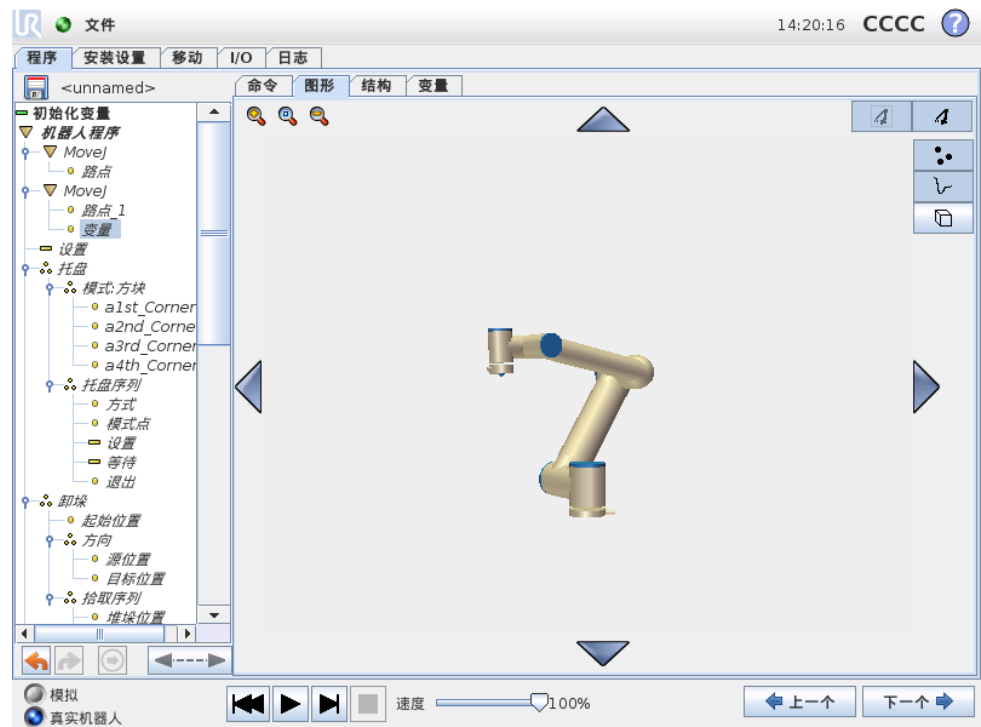 UR 文件 14:20:16 CCCC ?
程序 安装设置 移动 I/O 日志
<unnamed> 命令 图形 结构 变量
初始化变量
机器人程序
MoveJ
路点
MoveJ
路点_1
变量
设置
托盘
模式:方块
a1st_Corner
a2nd_Corne
a3rd_Corner
a4th_Corner
托盘序列
方式
模式点
设置
等待
退出
卸垛
起始位置
方向
源位置
目标位置
拾取序列
堆垛位置
模拟
真实机器人
速度 100% 上一个 下一个